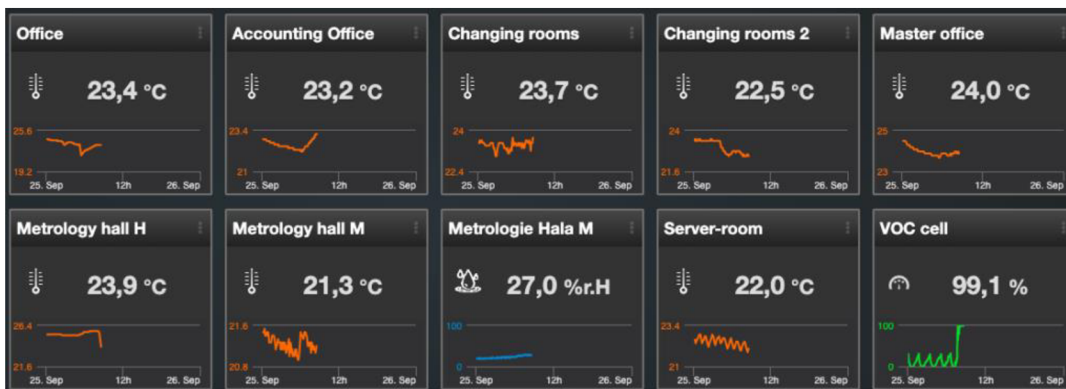 Office
23,4 °C
25.6
19.2
25. Sep 12h 26. Sep
Accounting Office
23,2 °C
23.4
21
25. Sep 12h 26. Sep
Changing rooms
23,7 °C
24
22.4
25. Sep 12h 26. Sep
Changing rooms 2
22,5 °C
24
21.6
25. Sep 12h 26. Sep
Master office
24,0 °C
25
23
25. Sep 12h 26. Sep
Metrology hall H
23,9 °C
26.4
21.6
25. Sep 12h 26. Sep
Metrology hall M
21,3 °C
21.6
20.8
25. Sep 12h 26. Sep
Metrologie Hala M
27,0 %r.H
100
0
25. Sep 12h 26. Sep
Server-room
22,0 °C
23.4
21
25. Sep 12h 26. Sep
VOC cell
99,1 %
100
0
25. Sep 12h 26. Sep